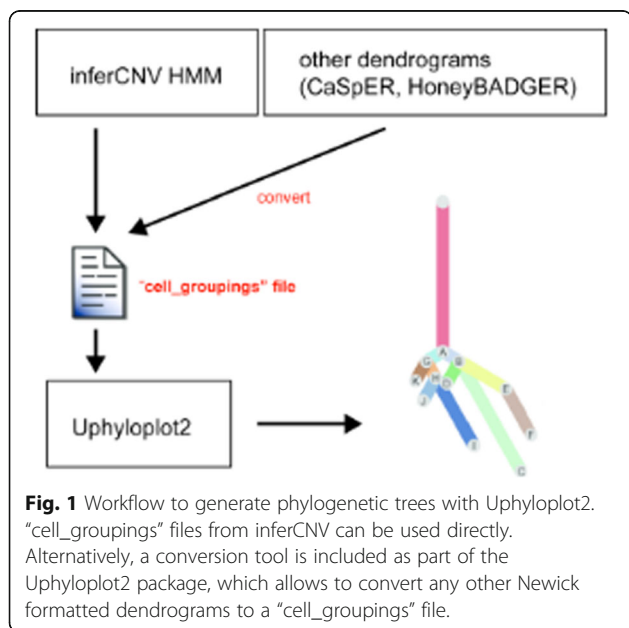 inferCNV HMM
other dendrograms
(CaSpER, HoneyBADGER)
convert
"cell_groupings" file
Uphyloplot2
A
G
B
K
H
D
J
E
I
F
C
Fig. 1 Workflow to generate phylogenetic trees with Uphyloplot2.
“cell_groupings” files from inferCNV can be used directly.
Alternatively, a conversion tool is included as part of the
Uphyloplot2 package, which allows to convert any other Newick
formatted dendrograms to a “cell_groupings” file.